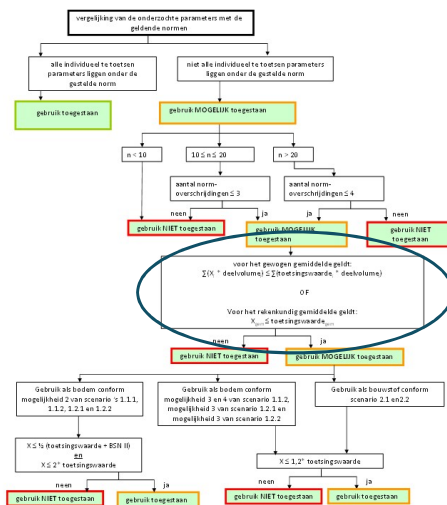 vergelijking van de onderzochte parameters met de
geldende normen
alle individueel te toetsen
parameters liggen onder de
gestelde norm
niet alle individueel te toetsen parameters
liggen onder de gestelde norm
gebruik toegestaan
gebruik MOGELIJK toegestaan
n < 10
10 ≤ n ≤ 20
n > 20
aantal norm-
overschrijdingen ≤ 3
aantal norm-
overschrijdingen ≤ 4
neen
ja
ja
neen
gebruik NIET toegestaan
gebruik MOGELIJK
toegestaan
gebruik NIET
toegestaan
voor het gewogen gemiddelde geldt:
∑(Xi * deelvolume) ≤ ∑(toetsingswaarde * deelvolume)
OF
Voor het rekenkundig gemiddelde geldt:
Xgem ≤ toetsingswaardegem
neen
ja
gebruik NIET toegestaan
gebruik MOGELIJK
toegestaan
Gebruik als bodem conform
mogelijkheid 2 van scenario 's 1.1.1,
1.1.2, 1.2.1 en 1.2.2
Gebruik als bodem conform
mogelijkheid 3 en 4 van scenario 1.1.2,
mogelijkheid 3 van scenario 1.2.1 en
mogelijkheid 3 van scenario 1.2.2
Gebruik als bouwstof conform
scenario 2.1 en2.2
X ≤ ½ (toetsingswaarde + BSN III)
en
X ≤ 2* toetsingswaarde
X ≤ 1,2* toetsingswaarde
neen
ja
neen
ja
gebruik NIET toegestaan
gebruik toegestaan
gebruik NIET toegestaan
gebruik toegestaan